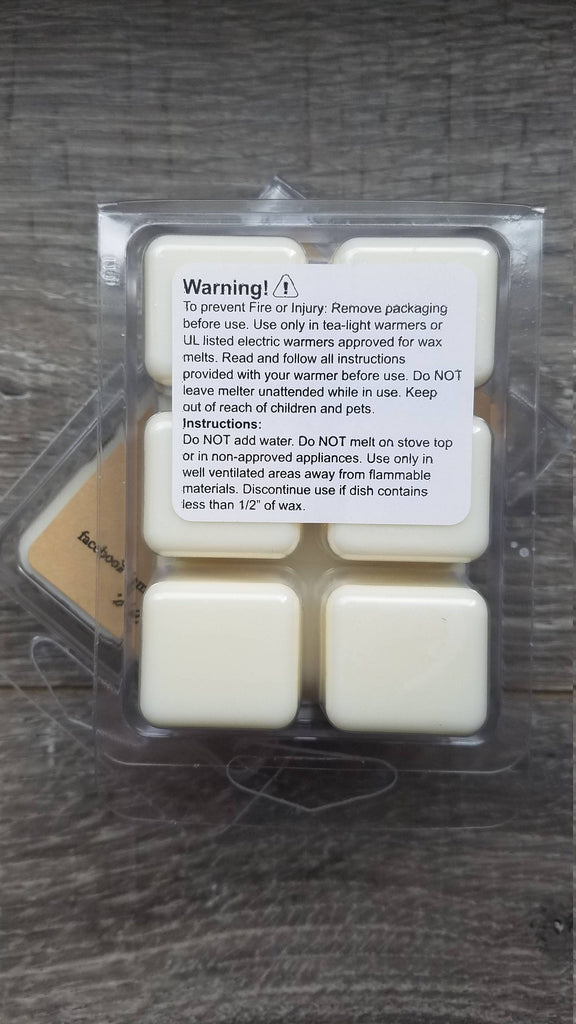 Warning!
To prevent Fire or Injury: Remove packaging
before use. Use only in tea-light warmers or
UL listed electric warmers approved for wax
melts. Read and follow all instructions
provided with your warmer before use. Do NOT
leave melter unattended while in use. Keep
out of reach of children and pets.
Instructions:
Do NOT add water. Do NOT melt on stove top
or in non-approved appliances. Use only in
well ventilated areas away from flammable
materials. Discontinue use if dish contains
less than 1/2" of wax.